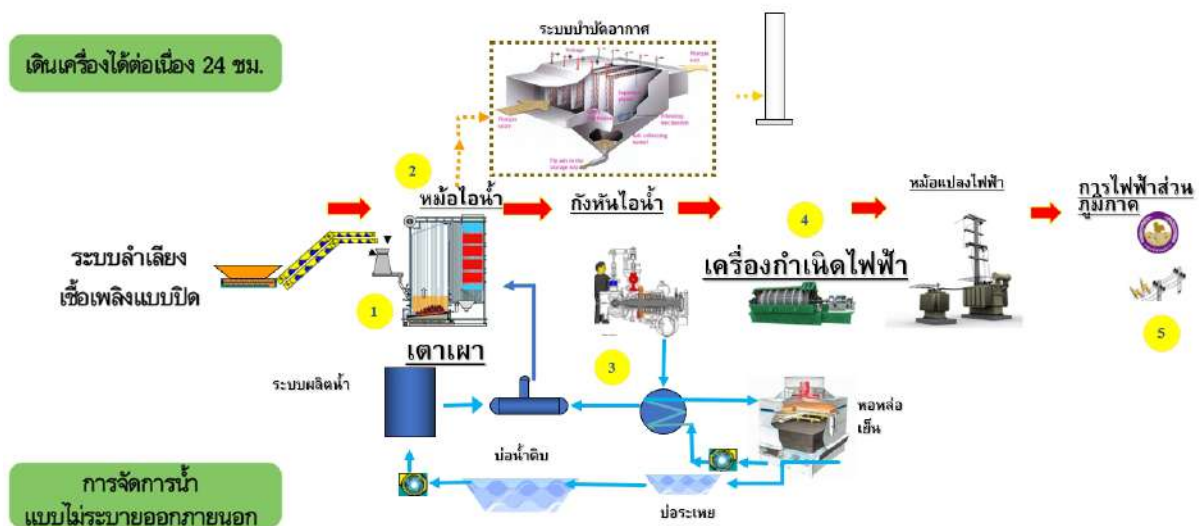 ระบบบำบัดอากาศ
เดินเครื่องได้ต่อเนื่อง 24 ชม.
2
หม้อไอน้ำ
กังหันไอน้ำ
4
หม้อแปลงไฟฟ้า
การไฟฟ้าส่วน
ภูมิภาค
ระบบลำเลียง
เชื้อเพลิงแบบปิด
เครื่องกำเนิดไฟฟ้า
1
เตาเผา
3
5
ระบบผลิตน้ำ
หอหล่อ
เย็น
บ่อน้ำดิบ
บ่อระเหย
การจัดการน้ำ
แบบไม่ระบายออกภายนอก